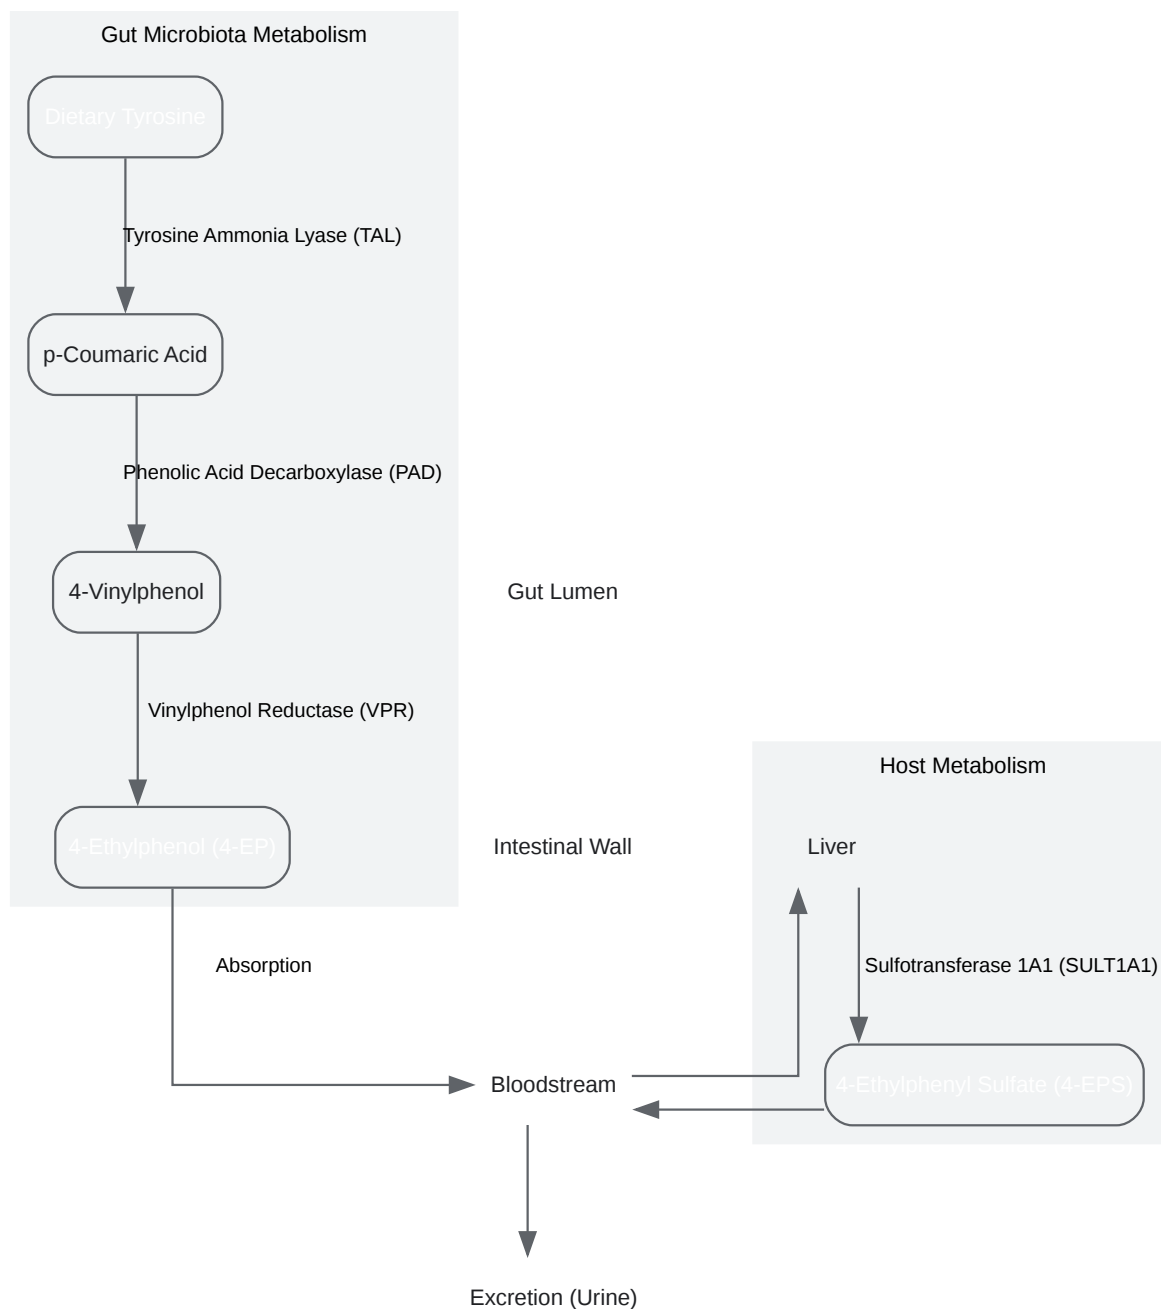 Gut Microbiota Metabolism
Dietary Tyrosine
Tyrosine Ammonia Lyase (TAL)
p-Coumaric Acid
Phenolic Acid Decarboxylase (PAD)
4-Vinylphenol
Gut Lumen
Vinylphenol Reductase (VPR)
Host Metabolism
4-Ethylphenol (4-EP)
Intestinal Wall
Liver
Absorption
Sulfotransferase 1A1 (SULT1A1)
Bloodstream
4-Ethylphenyl Sulfate (4-EPS)
Excretion (Urine)